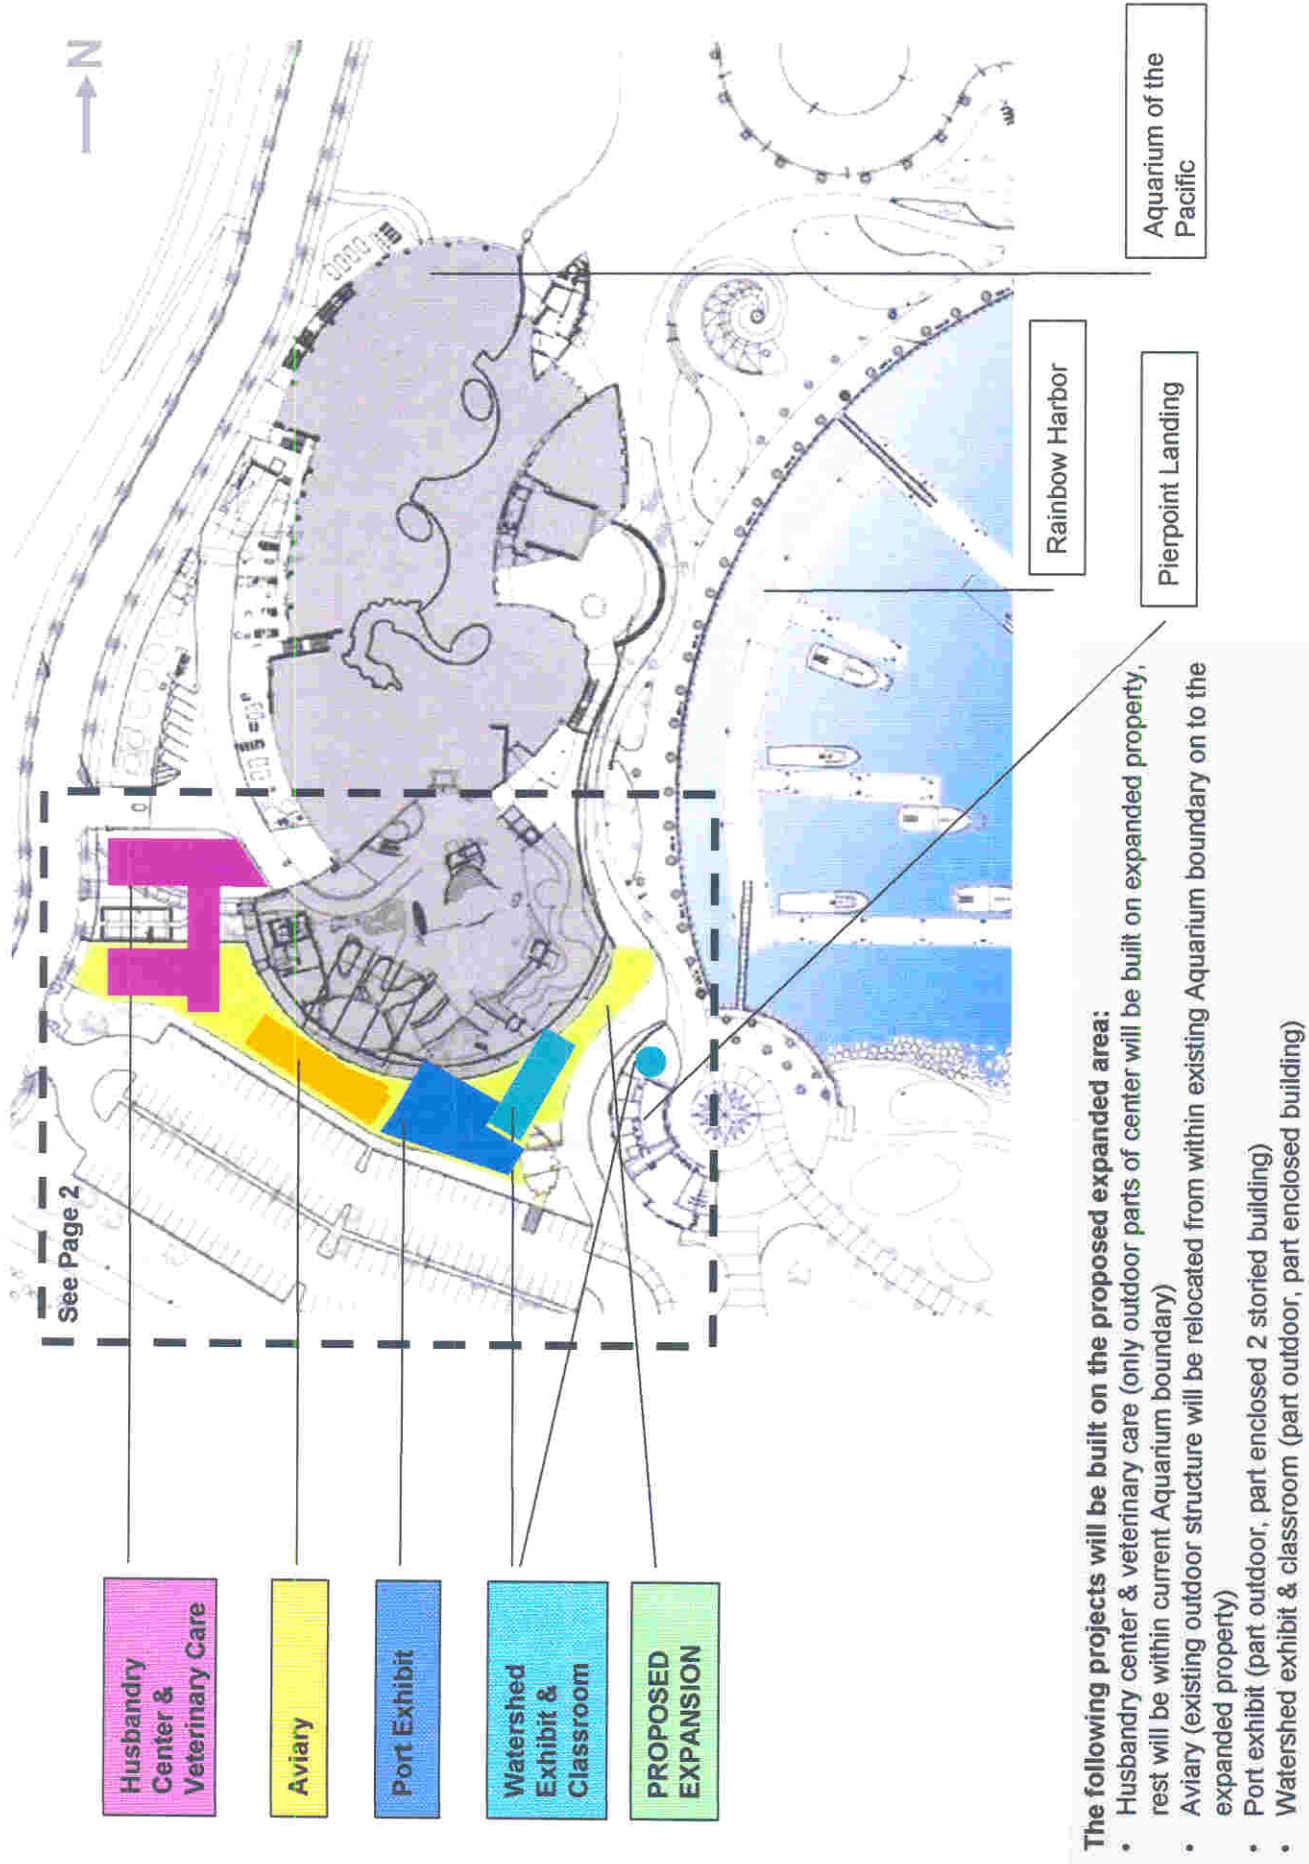 N
See Page 2
Husbandry
Center &
Veterinary Care
Aviary
Port Exhibit
Watershed
Exhibit &
Classroom
PROPOSED
EXPANSION
Aquarium of the
Pacific
Rainbow Harbor
Pierpoint Landing
The following projects will be built on the proposed expanded area:
• Husbandry center & veterinary care (only outdoor parts of center will be built on expanded property,
rest will be within current Aquarium boundary)
• Aviary (existing outdoor structure will be relocated from within existing Aquarium boundary on to the
expanded property)
• Port exhibit (part outdoor, part enclosed 2 storied building)
• Watershed exhibit & classroom (part outdoor, part enclosed building)